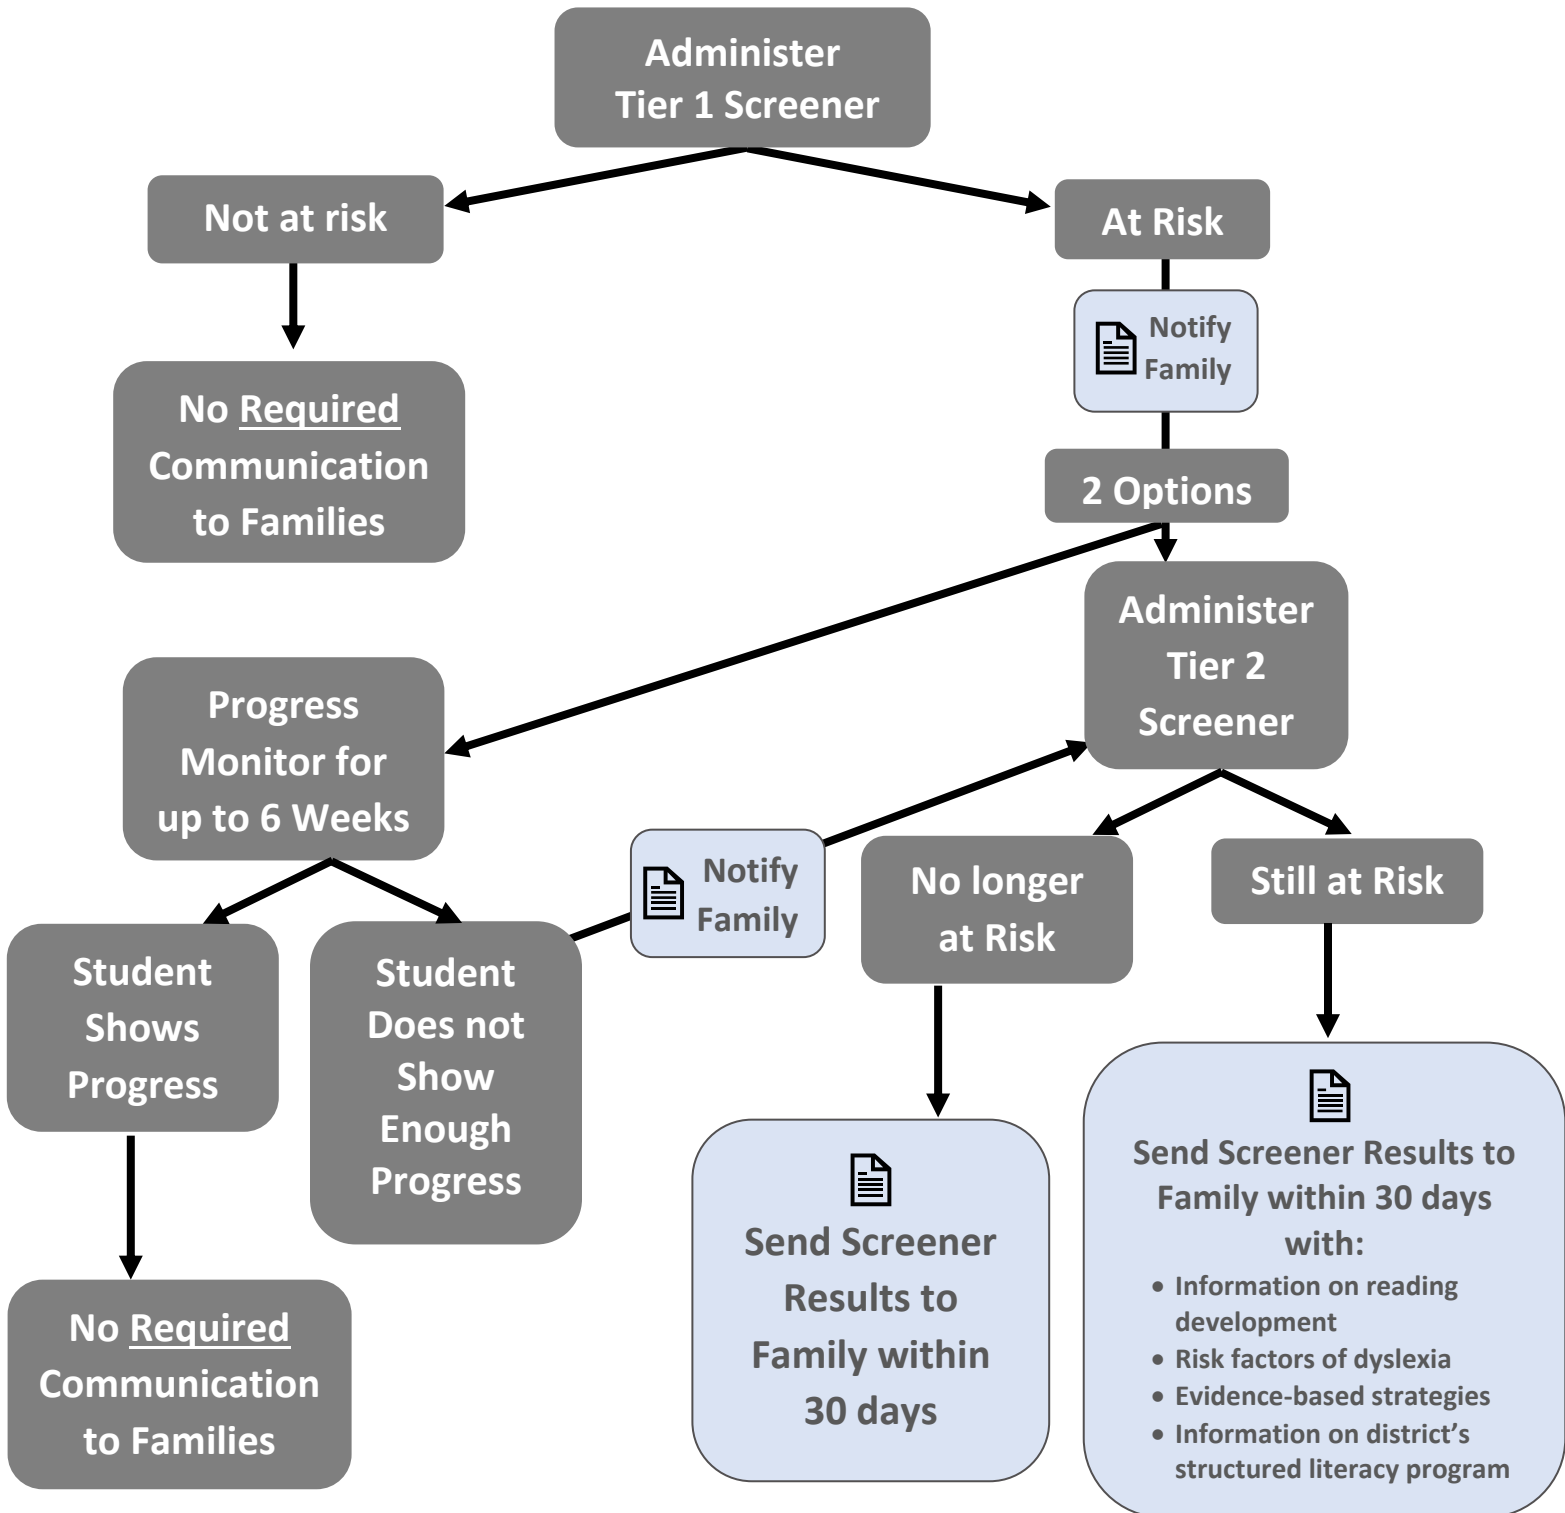 Administer
Tier 1 Screener
Not at risk
At Risk
Notify
Family
No Required
Communication
to Families
2 Options
Administer
Tier 2
Screener
Progress
Monitor for
up to 6 Weeks
Notify
Family
No longer
at Risk
Still at Risk
Student
Shows
Progress
Student
Does not
Show
Enough
Progress
Send Screener
Results to
Family within
30 days
Send Screener Results to
Family within 30 days
with:
• Information on reading
development
• Risk factors of dyslexia
• Evidence-based strategies
• Information on district’s
structured literacy program
No Required
Communication
to Families